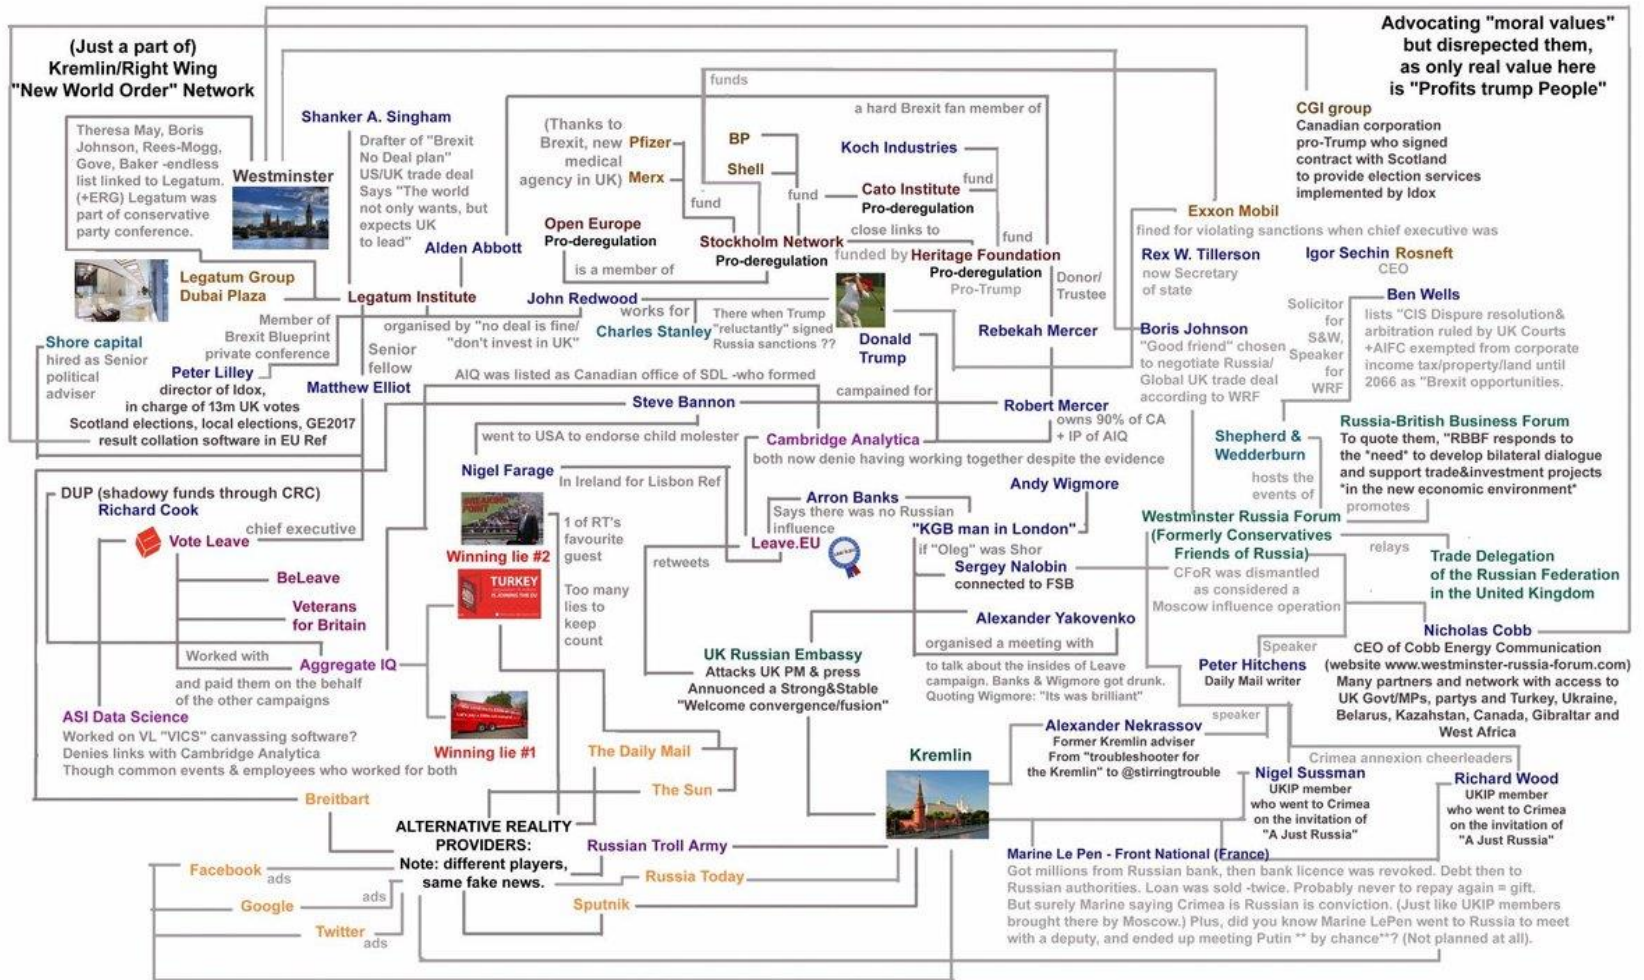 (Just a part of)
Kremlin/Right Wing
"New World Order" Network
Advocating "moral values"
but disrepected them,
as only real value here
is "Profits trump People"
Theresa May, Boris
Johnson, Rees-Mogg,
Gove, Baker -endless
list linked to Legatum.
(+ERG) Legatum was
part of conservative
party conference.
Westminster
Shanker A. Singham
Drafter of "Brexit
No Deal plan"
US/UK trade deal
Says "The world
not only wants, but
expects UK
to lead"
Alden Abbott
(Thanks to
Brexit, new
medical
agency in UK)
Pfizer
Merx
fund
funds
BP
Shell
fund
a hard Brexit fan member of
Koch Industries
Cato Institute
Pro-deregulation
fund
CGI group
Canadian corporation
pro-Trump who signed
contract with Scotland
to provide election services
implemented by Idox
Open Europe
Pro-deregulation
is a member of
Stockholm Network
Pro-deregulation
close links to
funded by
Heritage Foundation
Pro-deregulation
Pro-Trump
fund
Donor/
Trustee
Exxon Mobil
fined for violating sanctions when chief executive was
Rex W. Tillerson
now Secretary
of state
Igor Sechin Rosneft
CEO
Legatum Group
Dubai Plaza
Legatum Institute
organised by "no deal is fine/
"don't invest in UK"
John Redwood
works for
Charles Stanley
There when Trump
"reluctantly" signed
Russia sanctions ??
Donald
Trump
Rebekah Mercer
Boris Johnson
"Good friend" chosen
to negotiate Russia/
Global UK trade deal
according to WRF
Solicitor
for
S&W,
Speaker
for
WRF
Ben Wells
lists "CIS Dispure resolution&
arbitration ruled by UK Courts
+AIFC exempted from corporate
income tax/property/land until
2066 as "Brexit opportunities.
Shore capital
hired as Senior
political
adviser
Member of
Brexit Blueprint
private conference
Peter Lilley
director of Idox,
in charge of 13m UK votes
Scotland elections, local elections, GE2017
result collation software in EU Ref
Senior
fellow
Matthew Elliot
AIQ was listed as Canadian office of SDL -who formed
campained for
Steve Bannon
Robert Mercer
owns 90% of CA
+ IP of AIQ
went to USA to endorse child molester
Cambridge Analytica
both now denie having working together despite the evidence
Shepherd &
Wedderburn
hosts the
events of
Russia-British Business Forum
To quote them, "RBBF responds to
the *need* to develop bilateral dialogue
and support trade&investment projects
*in the new economic environment*
promotes
Nigel Farage
In Ireland for Lisbon Ref
BREAKING
POINT
Winning lie #2
TURKEY
IS JOINING THE EU
1 of RT's
favourite
guest
Too many
lies to
keep
count
DUP (shadowy funds through CRC)
Richard Cook
Vote Leave
chief executive
BeLeave
Veterans
for Britain
Worked with
Aggregate IQ
and paid them on the behalf
of the other campaigns
ASI Data Science
Worked on VL "VICS" canvassing software?
Denies links with Cambridge Analytica
Though common events & employees who worked for both
Winning lie #1
Arron Banks
Says there was no Russian
influence
Leave.EU
retweets
Andy Wigmore
"KGB man in London"
if "Oleg" was Shor
Sergey Nalobin
connected to FSB
Alexander Yakovenko
organised a meeting with
to talk about the insides of Leave
campaign. Banks & Wigmore got drunk.
Quoting Wigmore: "Its was brilliant"
UK Russian Embassy
Attacks UK PM & press
Annuonced a Strong&Stable
"Welcome convergence/fusion"
Westminster Russia Forum
(Formerly Conservatives
Friends of Russia)
CFoR was dismantled
as considered a
Moscow influence operation
relays
Trade Delegation
of the Russian Federation
in the United Kingdom
Speaker
Peter Hitchens
Daily Mail writer
Nicholas Cobb
CEO of Cobb Energy Communication
(website www.westminster-russia-forum.com)
Many partners and network with access to
UK Govt/MPs, partys and Turkey, Ukraine,
Belarus, Kazahstan, Canada, Gibraltar and
West Africa
speaker
Alexander Nekrassov
Former Kremlin adviser
From "troubleshooter for
the Kremlin" to @stirringtrouble
Crimea annexion cheerleaders
Nigel Sussman
UKIP member
who went to Crimea
on the invitation of
"A Just Russia"
Richard Wood
UKIP member
who went to Crimea
on the invitation of
"A Just Russia"
Kremlin
The Daily Mail
The Sun
Breitbart
ALTERNATIVE REALITY
PROVIDERS:
Note: different players,
same fake news.
Russian Troll Army
Russia Today
Sputnik
Facebook
ads
Google
ads
Twitter
ads
Marine Le Pen - Front National (France)
Got millions from Russian bank, then bank licence was revoked. Debt then to
Russian authorities. Loan was sold -twice. Probably never to repay again = gift.
But surely Marine saying Crimea is Russian is conviction. (Just like UKIP members
brought there by Moscow.) Plus, did you know Marine LePen went to Russia to meet
with a deputy, and ended up meeting Putin ** by chance**? (Not planned at all).